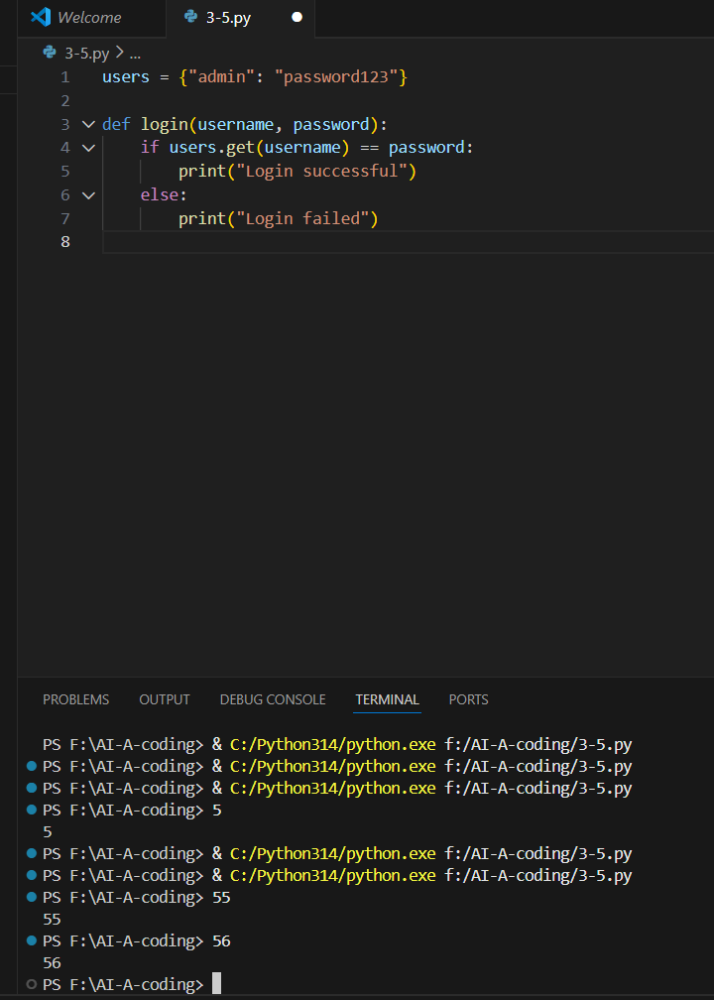 Welcome
3-5.py
3-5.py > ...
1 users = {"admin": "password123"}
2
3 def login(username, password):
4     if users.get(username) == password:
5         print("Login successful")
6     else:
7         print("Login failed")
8
PROBLEMS OUTPUT DEBUG CONSOLE TERMINAL PORTS
PS F:\AI-A-coding> & C:/Python314/python.exe f:/AI-A-coding/3-5.py
PS F:\AI-A-coding> & C:/Python314/python.exe f:/AI-A-coding/3-5.py
PS F:\AI-A-coding> & C:/Python314/python.exe f:/AI-A-coding/3-5.py
PS F:\AI-A-coding> 5
5
PS F:\AI-A-coding> & C:/Python314/python.exe f:/AI-A-coding/3-5.py
PS F:\AI-A-coding> & C:/Python314/python.exe f:/AI-A-coding/3-5.py
PS F:\AI-A-coding> 55
55
PS F:\AI-A-coding> 56
56
PS F:\AI-A-coding>